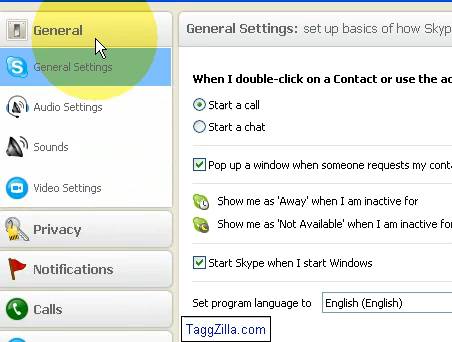 General
General Settings
Audio Settings
Sounds
Video Settings
Privacy
Notifications
Calls
General Settings: set up basics of how Skyp
When I double-click on a Contact or use the ad
Start a call
Start a chat
Pop up a window when someone requests my conta
Show me as 'Away' when I am inactive for
Show me as 'Not Available' when I am inactive for
Start Skype when I start Windows
Set program language to English (English)
TaggZilla.com